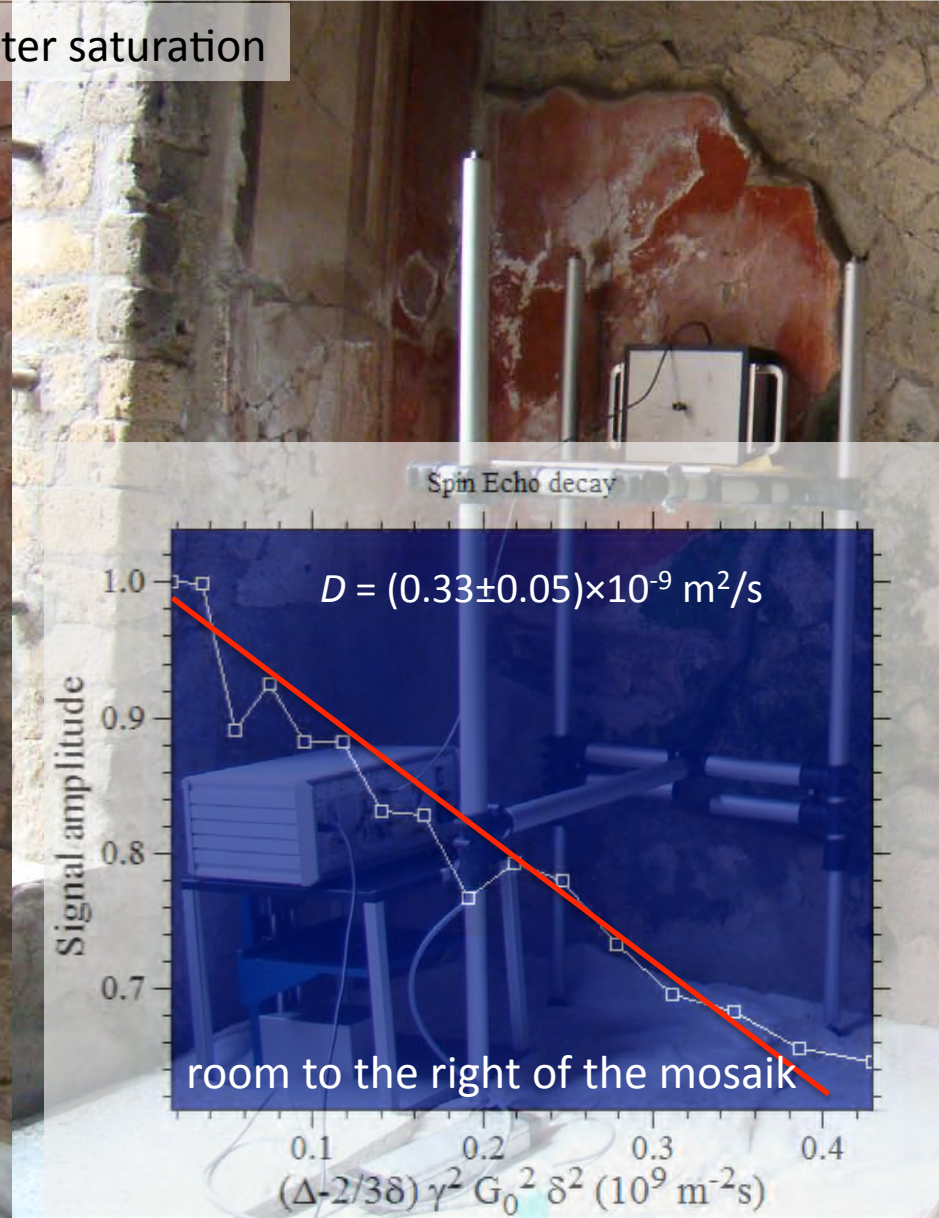 ter saturation
Spin Echo decay
D = (0.33±0.05)×10⁻⁹ m²/s
1.0
0.9
0.8
0.7
Signal amplitude
room to the right of the mosaik
0.1 0.2 0.3 0.4
(Δ-2/3δ) γ² G₀² δ² (10⁹ m⁻²s)